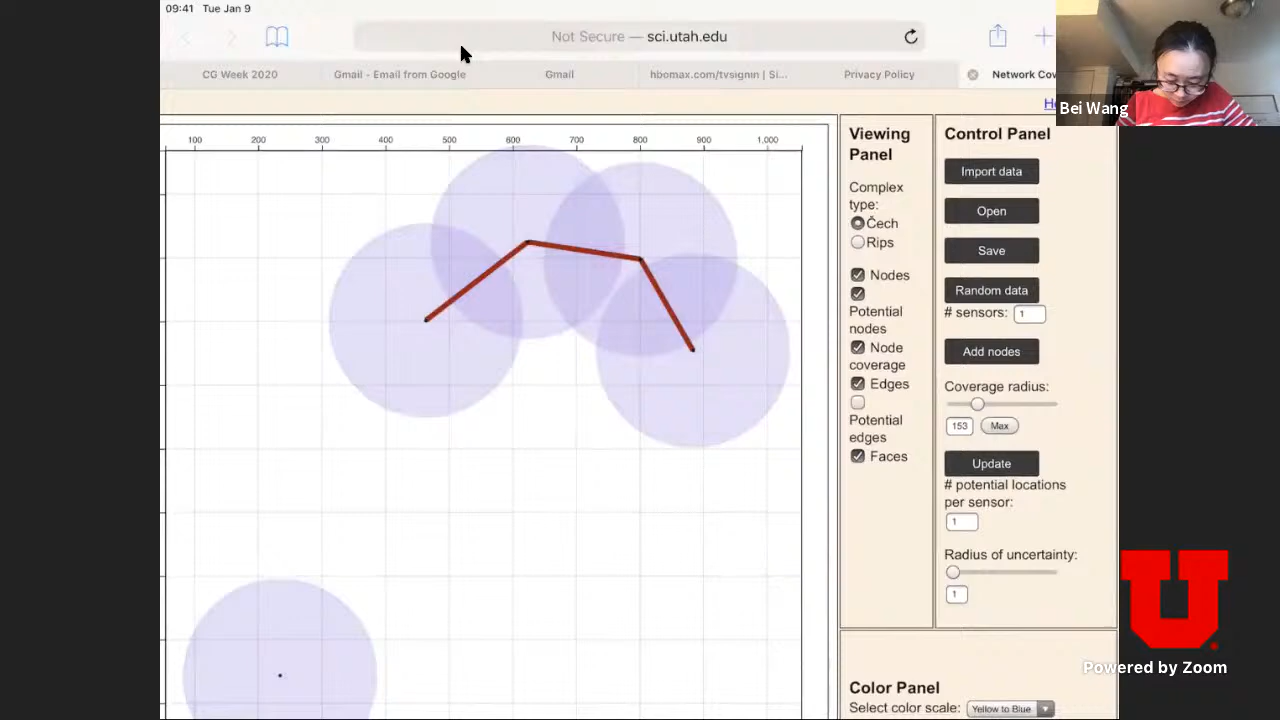 09:41 Tue Jan 9
Not Secure — sci.utah.edu
CG Week 2020
Gmail - Email from Google
Gmail
hbomax.com/tvsignin | Si...
Privacy Policy
Network Cov
Bei Wang
100 200 300 400 500 600 700 800 900 1,000
Viewing
Panel
Complex
type:
Čech
Rips
Nodes
Potential
nodes
Node
coverage
Edges
Potential
edges
Faces
Control Panel
Import data
Open
Save
Random data
# sensors: 1
Add nodes
Coverage radius:
153 Max
Update
# potential locations
per sensor:
1
Radius of uncertainty:
1
Color Panel
Select color scale: Yellow to Blue
U
Powered by Zoom